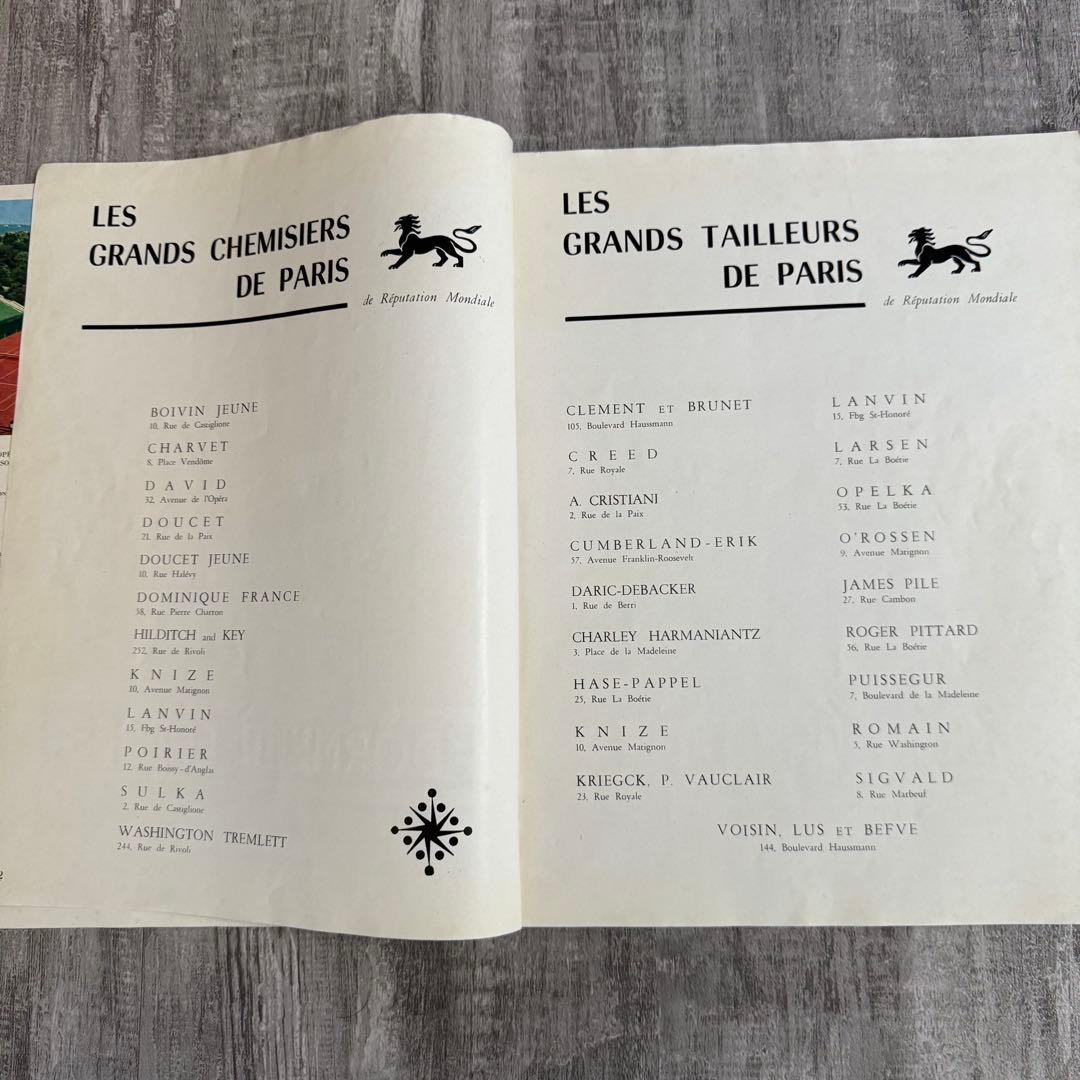 LES
GRANDS CHEMISIERS
DE PARIS
de Réputation Mondiale
BOIVIN JEUNE
10, Rue de Castiglione
CHARVET
8, Place Vendôme
DAVID
32, Avenue de l'Opéra
DOUCET
21, Rue de la Paix
DOUCET JEUNE
10, Rue Halévy
DOMINIQUE FRANCE
58, Rue Pierre Charron
HILDITCH and KEY
252, Rue de Rivoli
KNIZE
10, Avenue Matignon
LANVIN
15, Fbg St-Honoré
POIRIER
12, Rue Boissy-d'Anglas
SULKA
2, Rue de Castiglione
WASHINGTON TREMLETT
244, Rue de Rivoli
LES
GRANDS TAILLEURS
DE PARIS
de Réputation Mondiale
CLEMENT ET BRUNET
105, Boulevard Haussmann
CREED
7, Rue Royale
A. CRISTIANI
2, Rue de la Paix
CUMBERLAND-ERIK
57, Avenue Franklin-Roosevelt
DARIC-DEBACKER
1, Rue de Berri
CHARLEY HARMANIANTZ
3, Place de la Madeleine
HASE-PAPPEL
25, Rue La Boétie
KNIZE
10, Avenue Matignon
KRIEGCK, P. VAUCLAIR
23, Rue Royale
LANVIN
15, Fbg St-Honoré
LARSEN
7, Rue La Boétie
OPELKA
53, Rue La Boétie
O'ROSSEN
9, Avenue Matignon
JAMES PILE
27, Rue Cambon
ROGER PITTARD
56, Rue La Boétie
PUISSEGUR
7, Boulevard de la Madeleine
ROMAIN
5, Rue Washington
SIGVALD
8, Rue Marbeuf
VOISIN, LUS ET BEFVE
144, Boulevard Haussmann